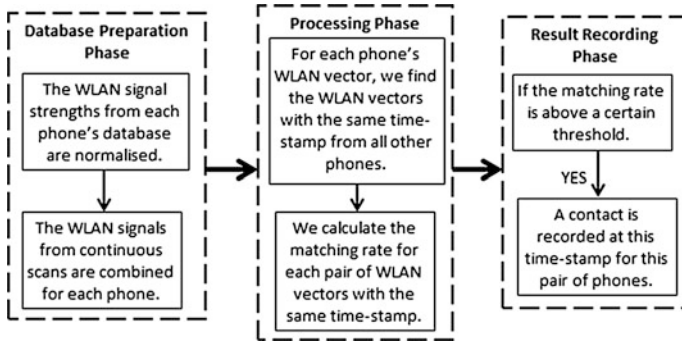 Database Preparation
Phase
The WLAN signal
strengths from each
phone's database
are normalised.
The WLAN signals
from continuous
scans are combined
for each phone.
Processing Phase
For each phone's
WLAN vector, we find
the WLAN vectors
with the same time-
stamp from all other
phones.
We calculate the
matching rate for
each pair of WLAN
vectors with the
same time-stamp.
Result Recording
Phase
If the matching rate
is above a certain
threshold.
YES
A contact is
recorded at this
time-stamp for this
pair of phones.